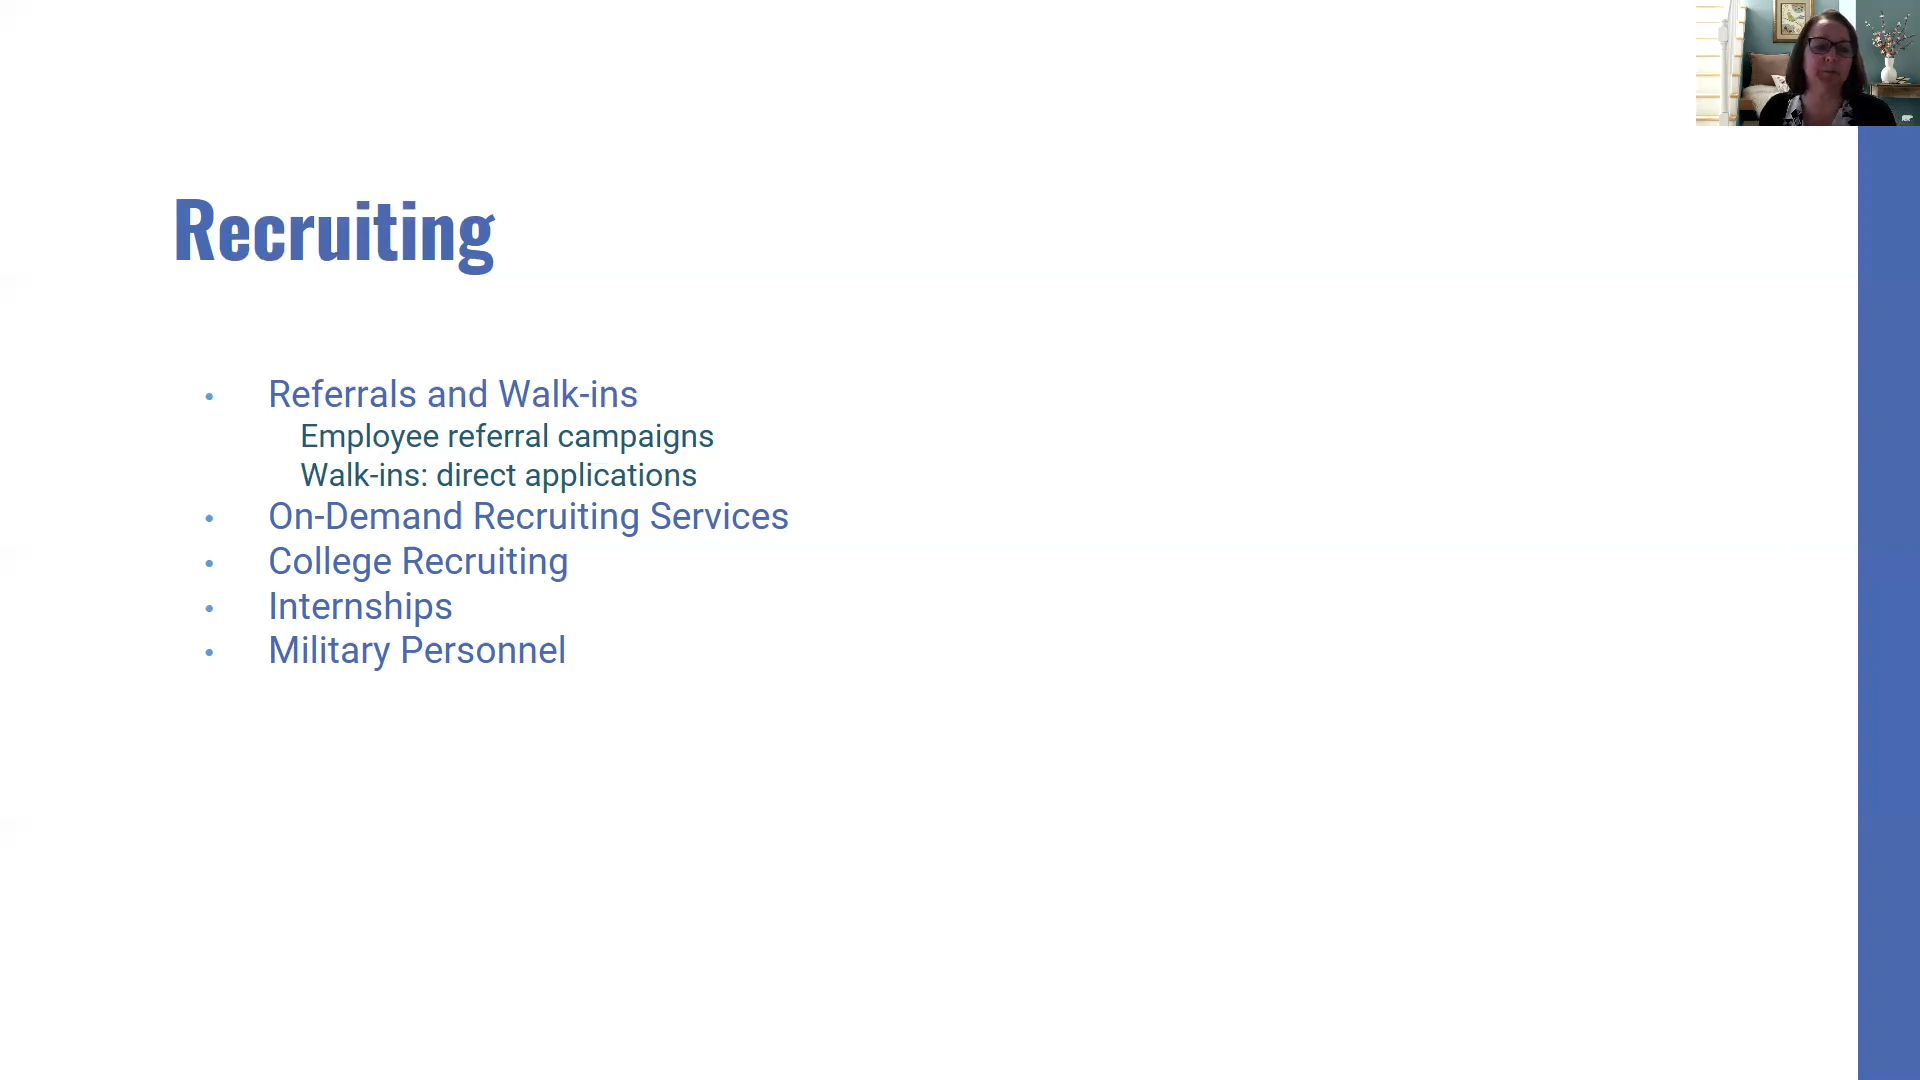 Recruiting
• Referrals and Walk-ins
Employee referral campaigns
Walk-ins: direct applications
• On-Demand Recruiting Services
• College Recruiting
• Internships
• Military Personnel